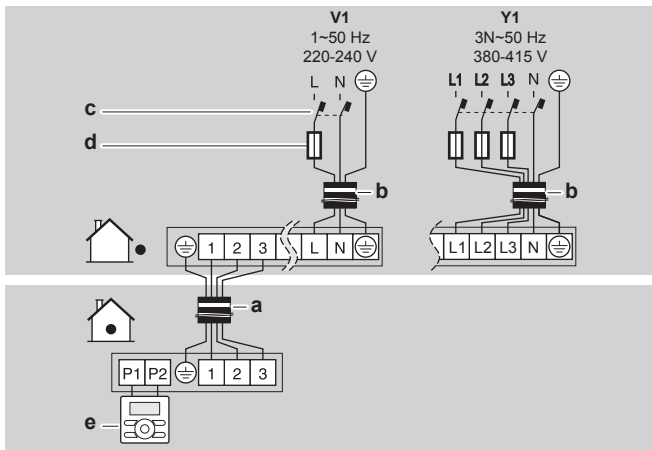 V1 Y1
1~50 Hz 3N~50 Hz
220-240 V 380-415 V
L N L1 L2 L3 N
c
d
b b
1 2 3 L N L1 L2 L3 N
a
P1 P2 1 2 3
e